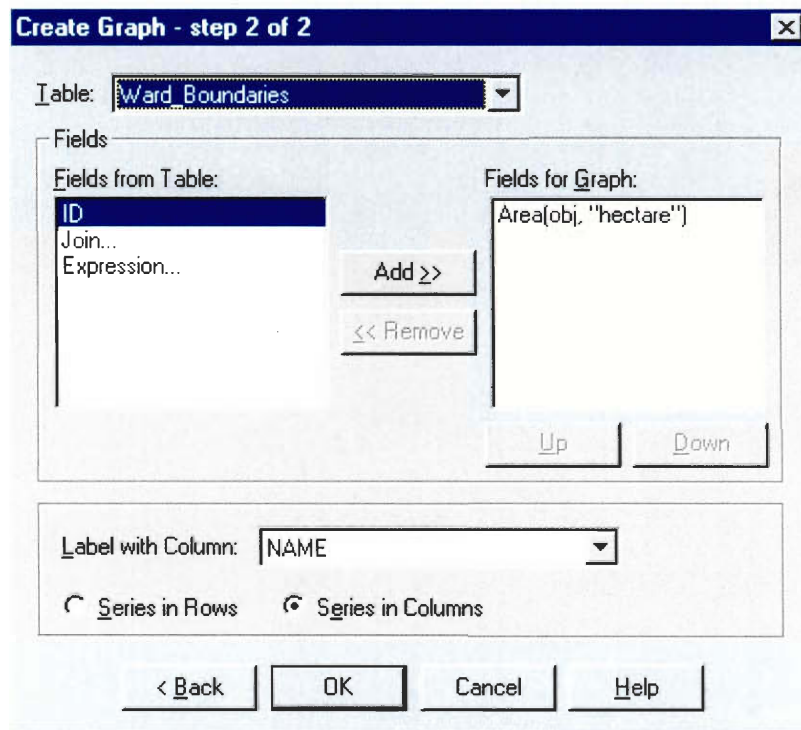 Create Graph - step 2 of 2
Table: Ward_Boundaries
Fields
Fields from Table:
ID
Join...
Expression...
Add >>
<< Remove
Fields for Graph:
Area(obj, "hectare")
Up
Down
Label with Column: NAME
Series in Rows
Series in Columns
< Back
OK
Cancel
Help